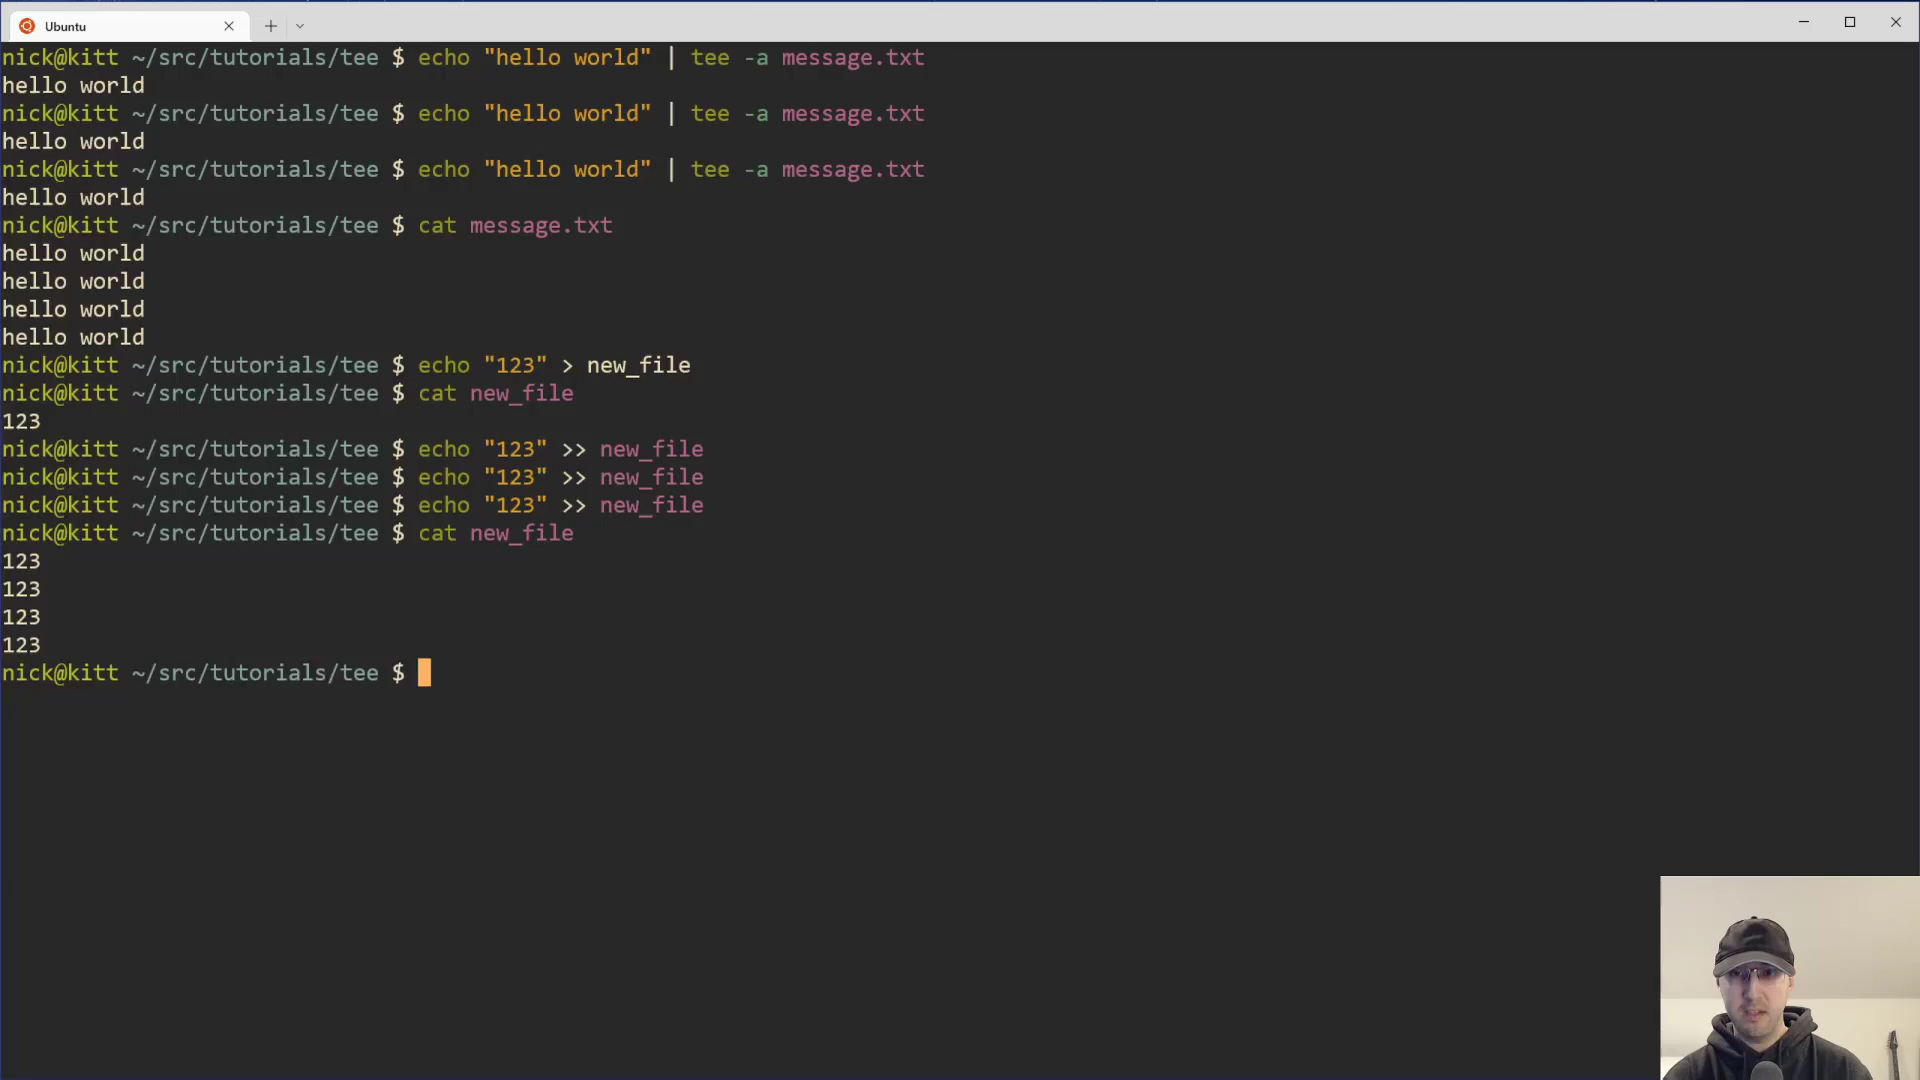 Ubuntu
nick@kitt ~/src/tutorials/tee $ echo "hello world" | tee -a message.txt
hello world
nick@kitt ~/src/tutorials/tee $ echo "hello world" | tee -a message.txt
hello world
nick@kitt ~/src/tutorials/tee $ echo "hello world" | tee -a message.txt
hello world
nick@kitt ~/src/tutorials/tee $ cat message.txt
hello world
hello world
hello world
hello world
nick@kitt ~/src/tutorials/tee $ echo "123" > new_file
nick@kitt ~/src/tutorials/tee $ cat new_file
123
nick@kitt ~/src/tutorials/tee $ echo "123" >> new_file
nick@kitt ~/src/tutorials/tee $ echo "123" >> new_file
nick@kitt ~/src/tutorials/tee $ echo "123" >> new_file
nick@kitt ~/src/tutorials/tee $ cat new_file
123
123
123
123
nick@kitt ~/src/tutorials/tee $